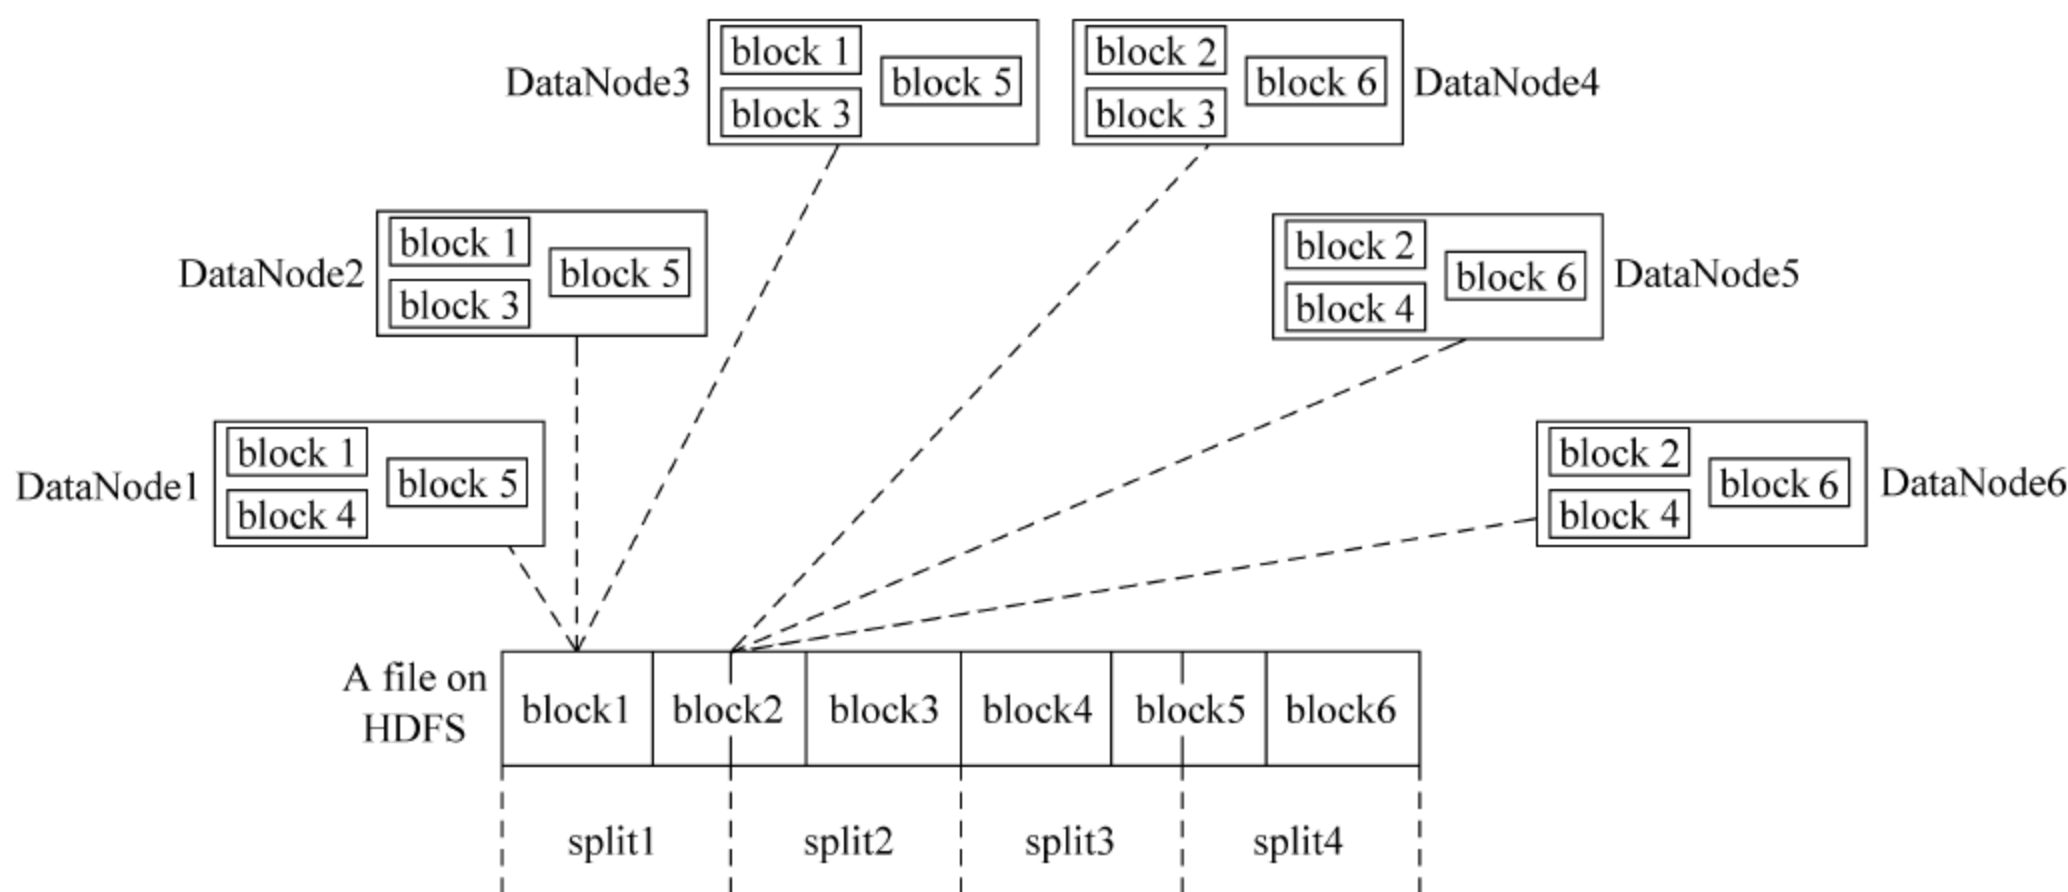 DataNode3
block 1
block 3
block 5
block 2
block 3
block 6
DataNode4
DataNode2
block 1
block 3
block 5
block 2
block 4
block 6
DataNode5
DataNode1
block 1
block 4
block 5
block 2
block 4
block 6
DataNode6
A file on
HDFS
block1
block2
block3
block4
block5
block6
split1
split2
split3
split4